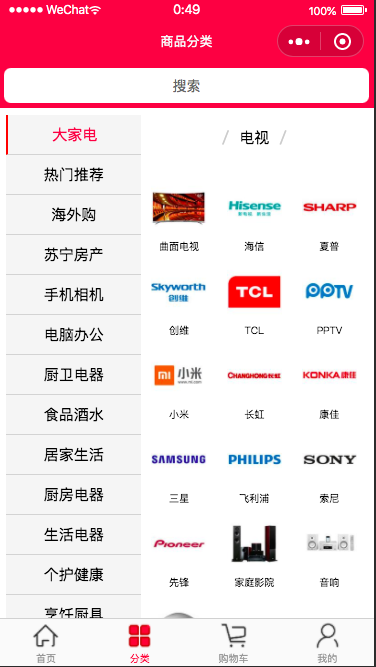 WeChat 0:49 100%
商品分类
搜索
大家电
热门推荐
海外购
苏宁房产
手机相机
电脑办公
厨卫电器
食品酒水
居家生活
厨房电器
生活电器
个护健康
烹饪厨具
/ 电视 /
Hisense SHARP
曲面电视 海信 夏普
Skyworth
创维 TCL PPTV
创维 TCL PPTV
mi 小米 CHANGHONG长虹 KONKA康佳
小米 长虹 康佳
SAMSUNG PHILIPS SONY
三星 飞利浦 索尼
Pioneer
先锋 家庭影院 音响
首页 分类 购物车 我的